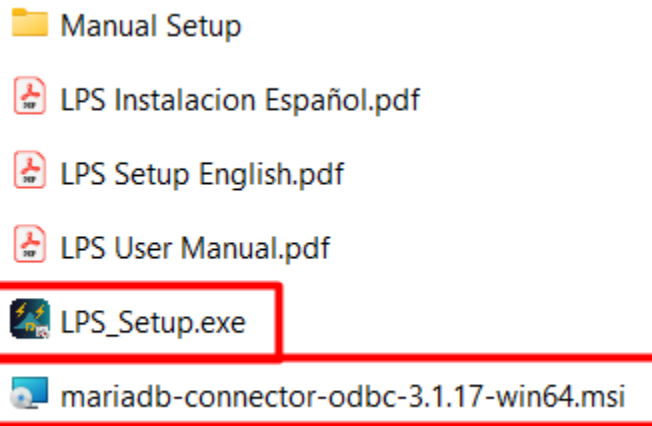 Manual Setup
LPS Instalacion Español.pdf
LPS Setup English.pdf
LPS User Manual.pdf
LPS_Setup.exe
mariadb-connector-odbc-3.1.17-win64.msi